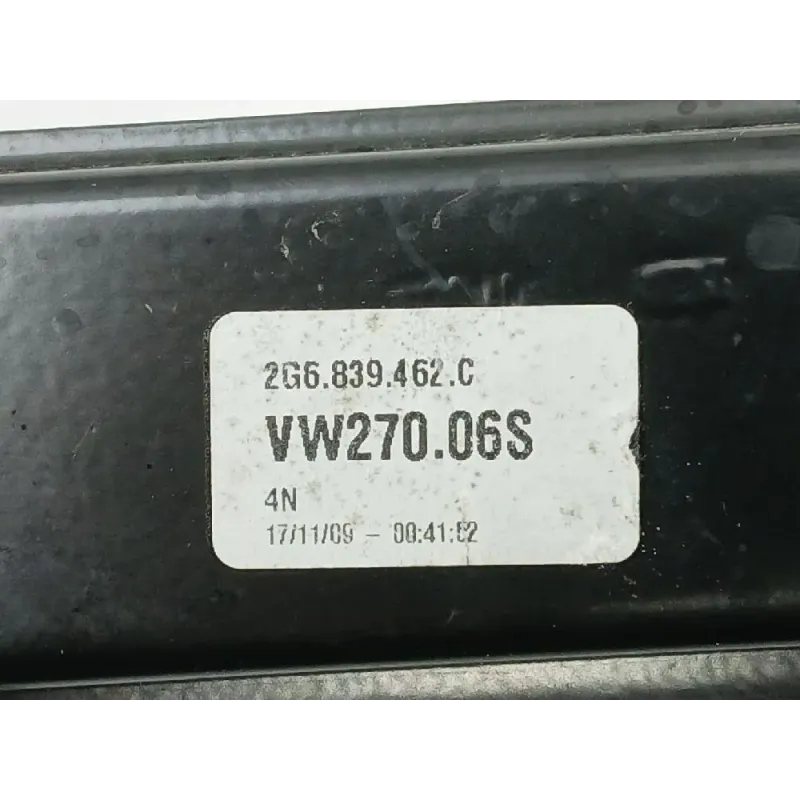 2G6.839.462.C
VW270.06S
4N
17/11/09 - 00:41:52